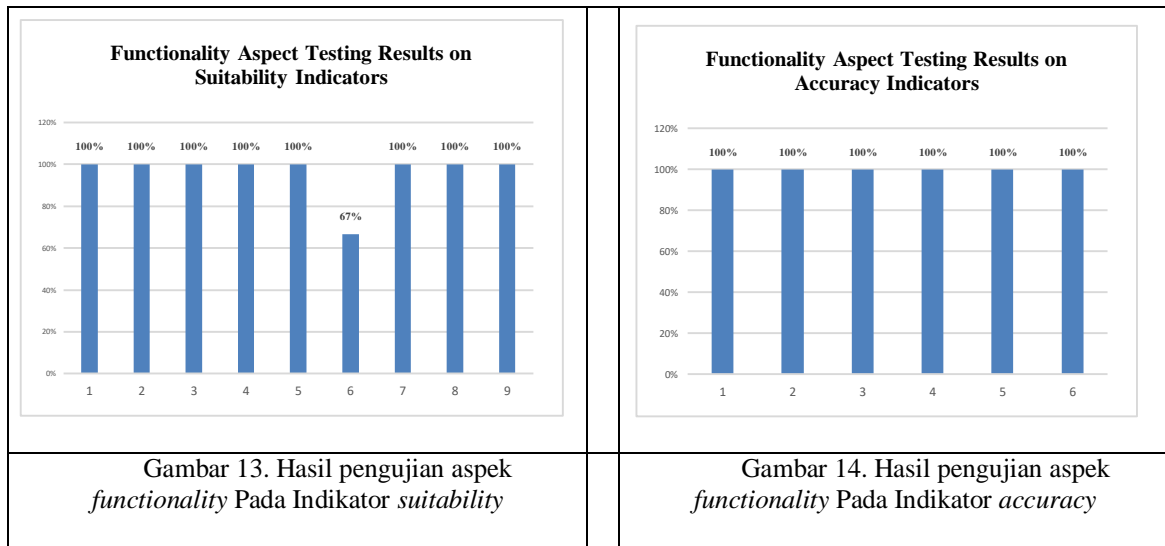 Functionality Aspect Testing Results on
Suitability Indicators
120%
100%
80%
60%
40%
20%
0%
100% 100% 100% 100% 100% 67% 100% 100% 100%
1 2 3 4 5 6 7 8 9
Gambar 13. Hasil pengujian aspek
functionality Pada Indikator suitability
Functionality Aspect Testing Results on
Accuracy Indicators
120%
100%
80%
60%
40%
20%
0%
100% 100% 100% 100% 100% 100%
1 2 3 4 5 6
Gambar 14. Hasil pengujian aspek
functionality Pada Indikator accuracy